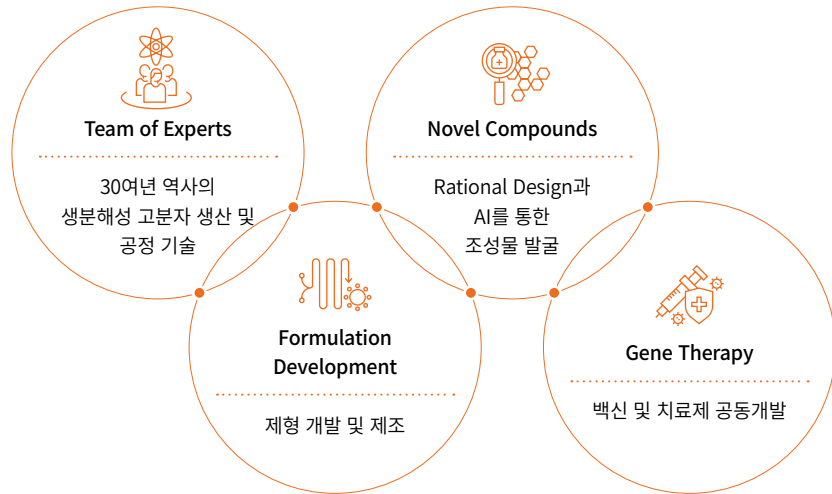 Team of Experts
30여년 역사의
생분해성 고분자 생산 및
공정 기술
Novel Compounds
Rational Design과
AI를 통한
조성물 발굴
Formulation
Development
제형 개발 및 제조
Gene Therapy
백신 및 치료제 공동개발